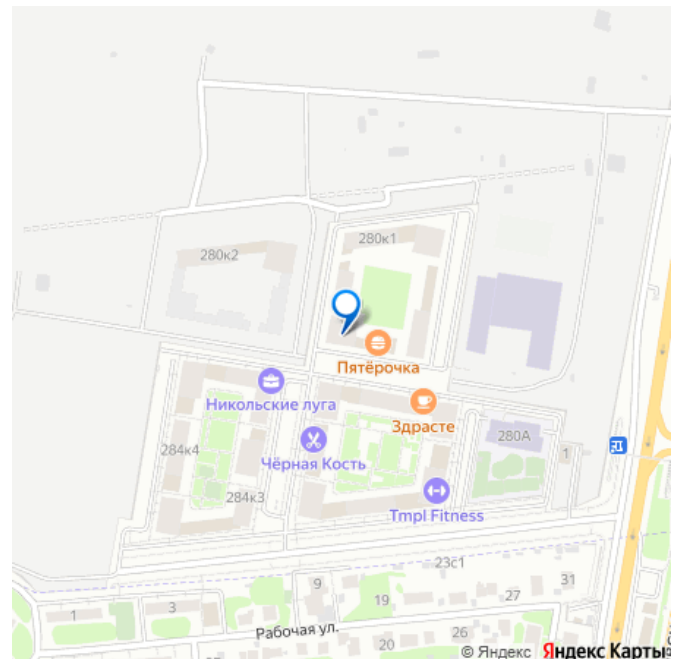 280к1
280к2
Пятёрочка
Никольские луга
Здрасте
280А
284к4
Чёрная Кость
1
284к3
Tmpl Fitness
23с1
9
31
1
3
19
27
Рабочая ул.
26
20
© Яндекс Яндекс Карты